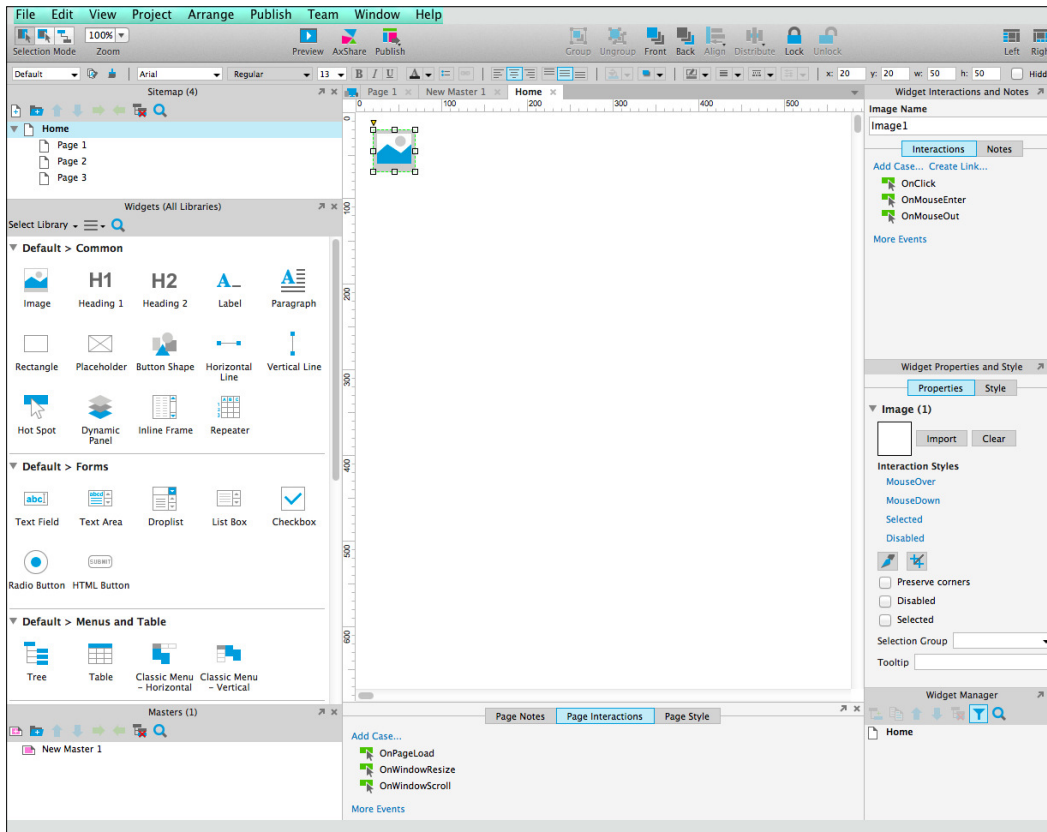 File Edit View Project Arrange Publish Team Window Help
100%
Selection Mode Zoom Preview AxShare Publish Group Ungroup Front Back Align Distribute Lock Unlock Left Righ
Default Arial Regular 13 B I U A x: 20 y: 20 w: 50 h: 50 Hidd
Sitemap (4)
Home
Page 1
Page 2
Page 3
Widgets (All Libraries)
Select Library
Default > Common
H1 H2 A_ A
Image Heading 1 Heading 2 Label Paragraph
Rectangle Placeholder Button Shape Horizontal Line Vertical Line
Hot Spot Dynamic Panel Inline Frame Repeater
Default > Forms
abc abcd
Text Field Text Area Droplist List Box Checkbox
SUBMIT
Radio Button HTML Button
Default > Menus and Table
Tree Table Classic Menu – Horizontal Classic Menu – Vertical
Masters (1)
New Master 1
Page 1 New Master 1 Home
0 100 200 300 400 500
0
100
200
300
400
500
600
Page Notes Page Interactions Page Style
Add Case...
OnPageLoad
OnWindowResize
OnWindowScroll
More Events
Widget Interactions and Notes
Image Name
Image1
Interactions Notes
Add Case... Create Link...
OnClick
OnMouseEnter
OnMouseOut
More Events
Widget Properties and Style
Properties Style
Image (1)
Import Clear
Interaction Styles
MouseOver
MouseDown
Selected
Disabled
Preserve corners
Disabled
Selected
Selection Group
Tooltip
Widget Manager
Home